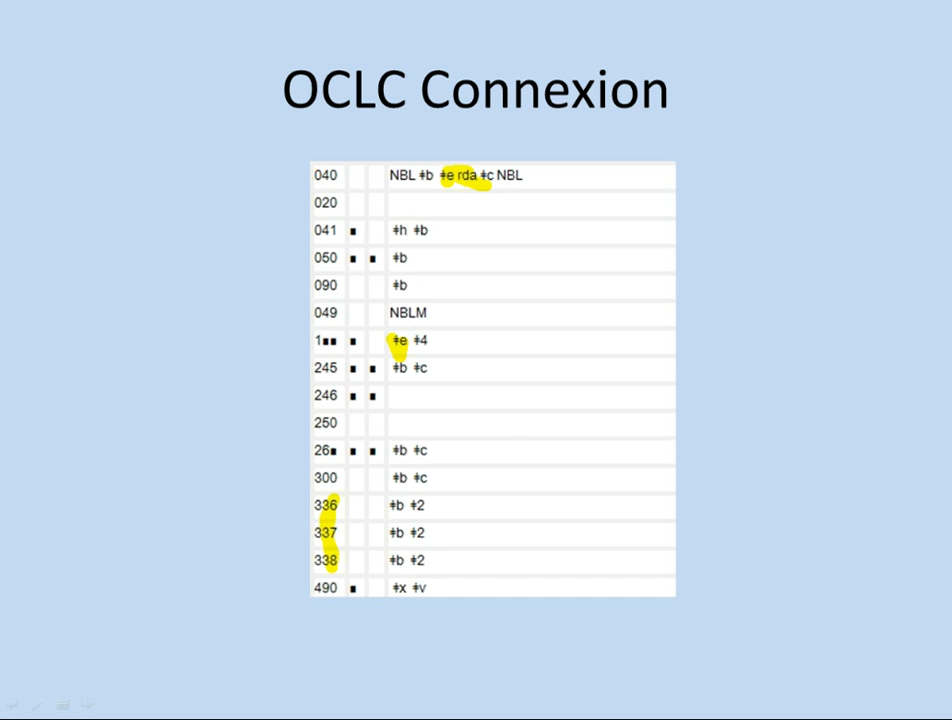 OCLC Connexion
040 NBL ǂb ǂe rda ǂc NBL
020
041 ■ ǂh ǂb
050 ■ ■ ǂb
090 ǂb
049 NBLM
1■■ ■ ǂe ǂ4
245 ■ ■ ǂb ǂc
246 ■ ■
250
26■ ■ ■ ǂb ǂc
300 ǂb ǂc
336 ǂb ǂ2
337 ǂb ǂ2
338 ǂb ǂ2
490 ■ ǂx ǂv